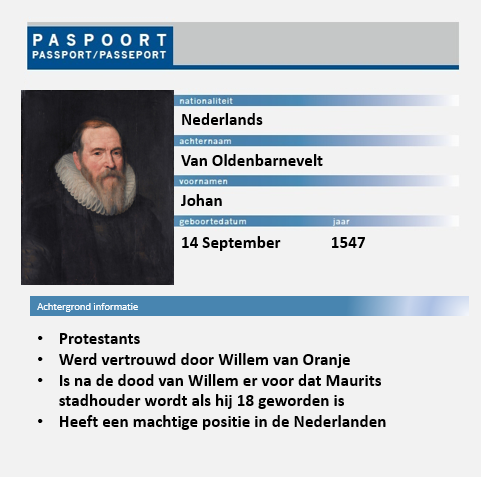 PASPOORT
PASSPORT/PASSEPORT
nationaliteit
Nederlands
achternaam
Van Oldenbarnevelt
voornamen
Johan
geboortedatum jaar
14 September 1547
Achtergrond informatie
• Protestants
• Werd vertrouwd door Willem van Oranje
• Is na de dood van Willem er voor dat Maurits
stadhouder wordt als hij 18 geworden is
• Heeft een machtige positie in de Nederlanden